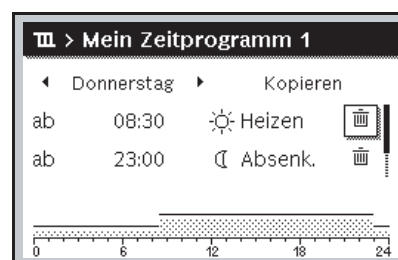 > Mein Zeitprogramm 1
Donnerstag Kopieren
ab 08:30 Heizen
ab 23:00 Absenk.
0 6 12 18 24